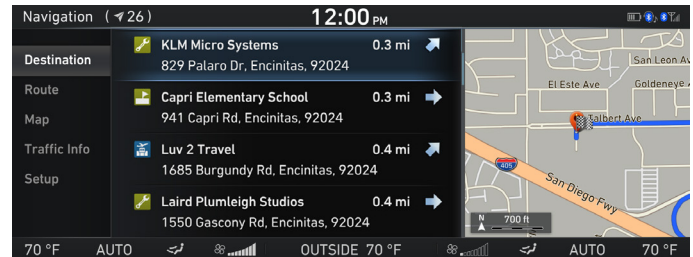 Navigation ( 26 )
12:00 PM
Destination
Route
Map
Traffic Info
Setup
KLM Micro Systems 0.3 mi
829 Palaro Dr, Encinitas, 92024
Capri Elementary School 0.3 mi
941 Capri Rd, Encinitas, 92024
Luv 2 Travel 0.4 mi
1685 Burgundy Rd, Encinitas, 92024
Laird Plumleigh Studios 0.4 mi
1550 Gascony Rd, Encinitas, 92024
San Leon Av
El Este Ave
Goldeneye
Talbert Ave
405
San Diego Fwy
N
700 ft
70 °F AUTO OUTSIDE 70 °F AUTO 70 °F